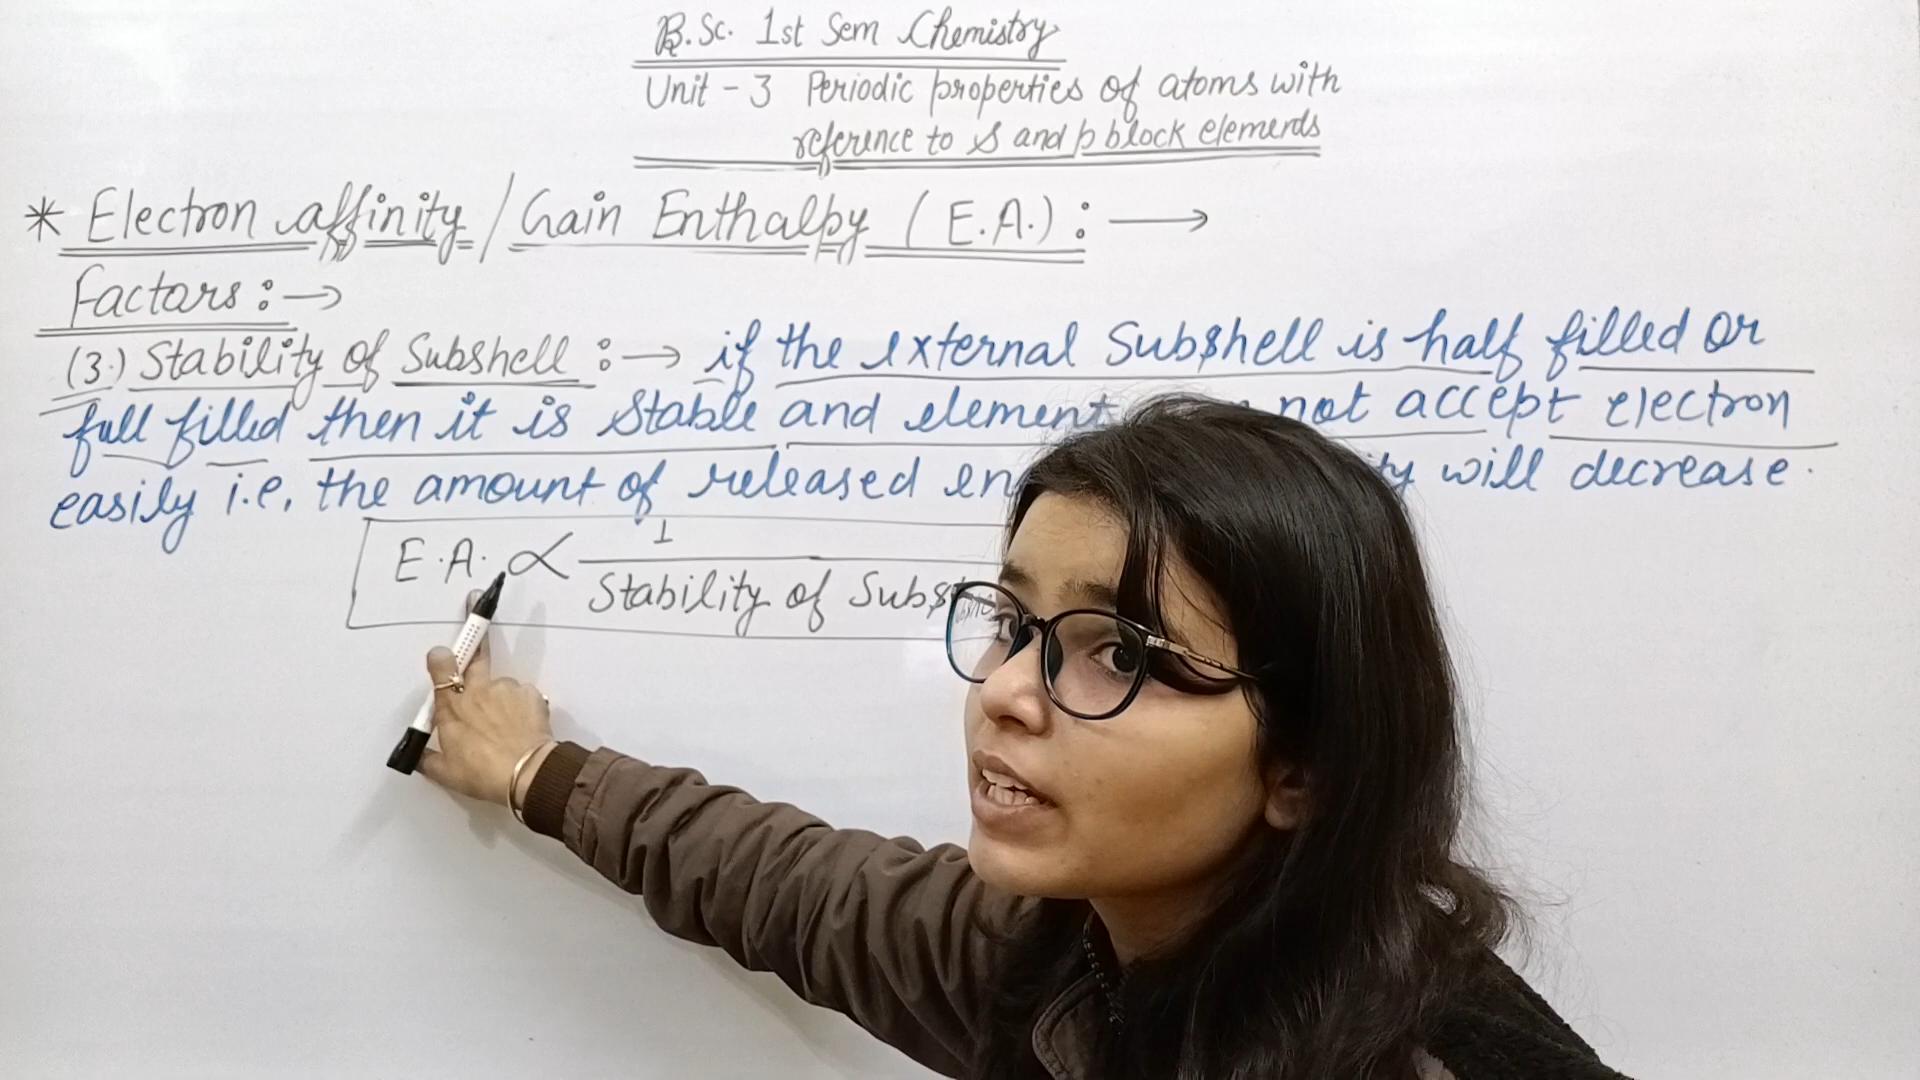 B.Sc. 1st Sem Chemistry
Unit - 3 Periodic properties of atoms with
reference to s and p block elements
* Electron affinity / Gain Enthalpy ( E.A.) : →
Factors : →
(3.) Stability of Subshell : → if the external Subshell is half filled or
full filled then it is stable and element not accept electron
easily i.e, the amount of released will decrease.
E.A. ∝ 1
Stability of